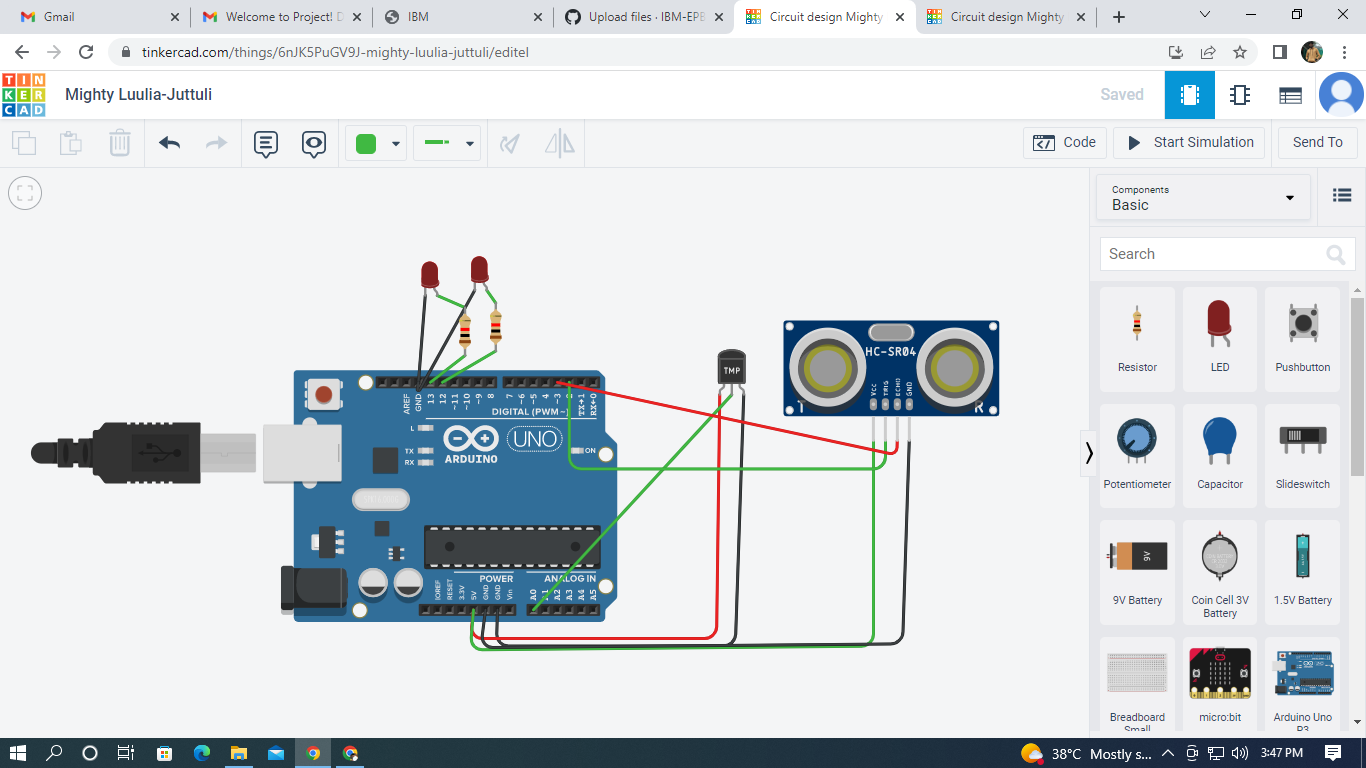 Gmail
Welcome to Project! D
IBM
Upload files · IBM-EPB
Circuit design Mighty
Circuit design Mighty
tinkercad.com/things/6nJK5PuGV9J-mighty-luulia-juttuli/editel
TIN
KER
CAD
Mighty Luulia-Juttuli
Saved
Code
Start Simulation
Send To
Components
Basic
Search
Resistor
LED
Pushbutton
Potentiometer
Capacitor
Slideswitch
9V
9V Battery
Coin Cell 3V
Battery
1.5V Battery
Breadboard
Small
micro:bit
Arduino Uno
R3
HC-SR04
VCC
TRIG
ECHO
GND
T
R
TMP
AREF
GND
13
12
~11
~10
~9
8
7
~6
~5
4
~3
2
TX→1
RX←0
DIGITAL (PWM~)
L
TX
RX
ARDUINO
UNO
ON
POWER
ANALOG IN
IOREF
RESET
3.3V
5V
GND
GND
Vin
A0
A1
A2
A3
A4
A5
38°C Mostly s...
3:47 PM